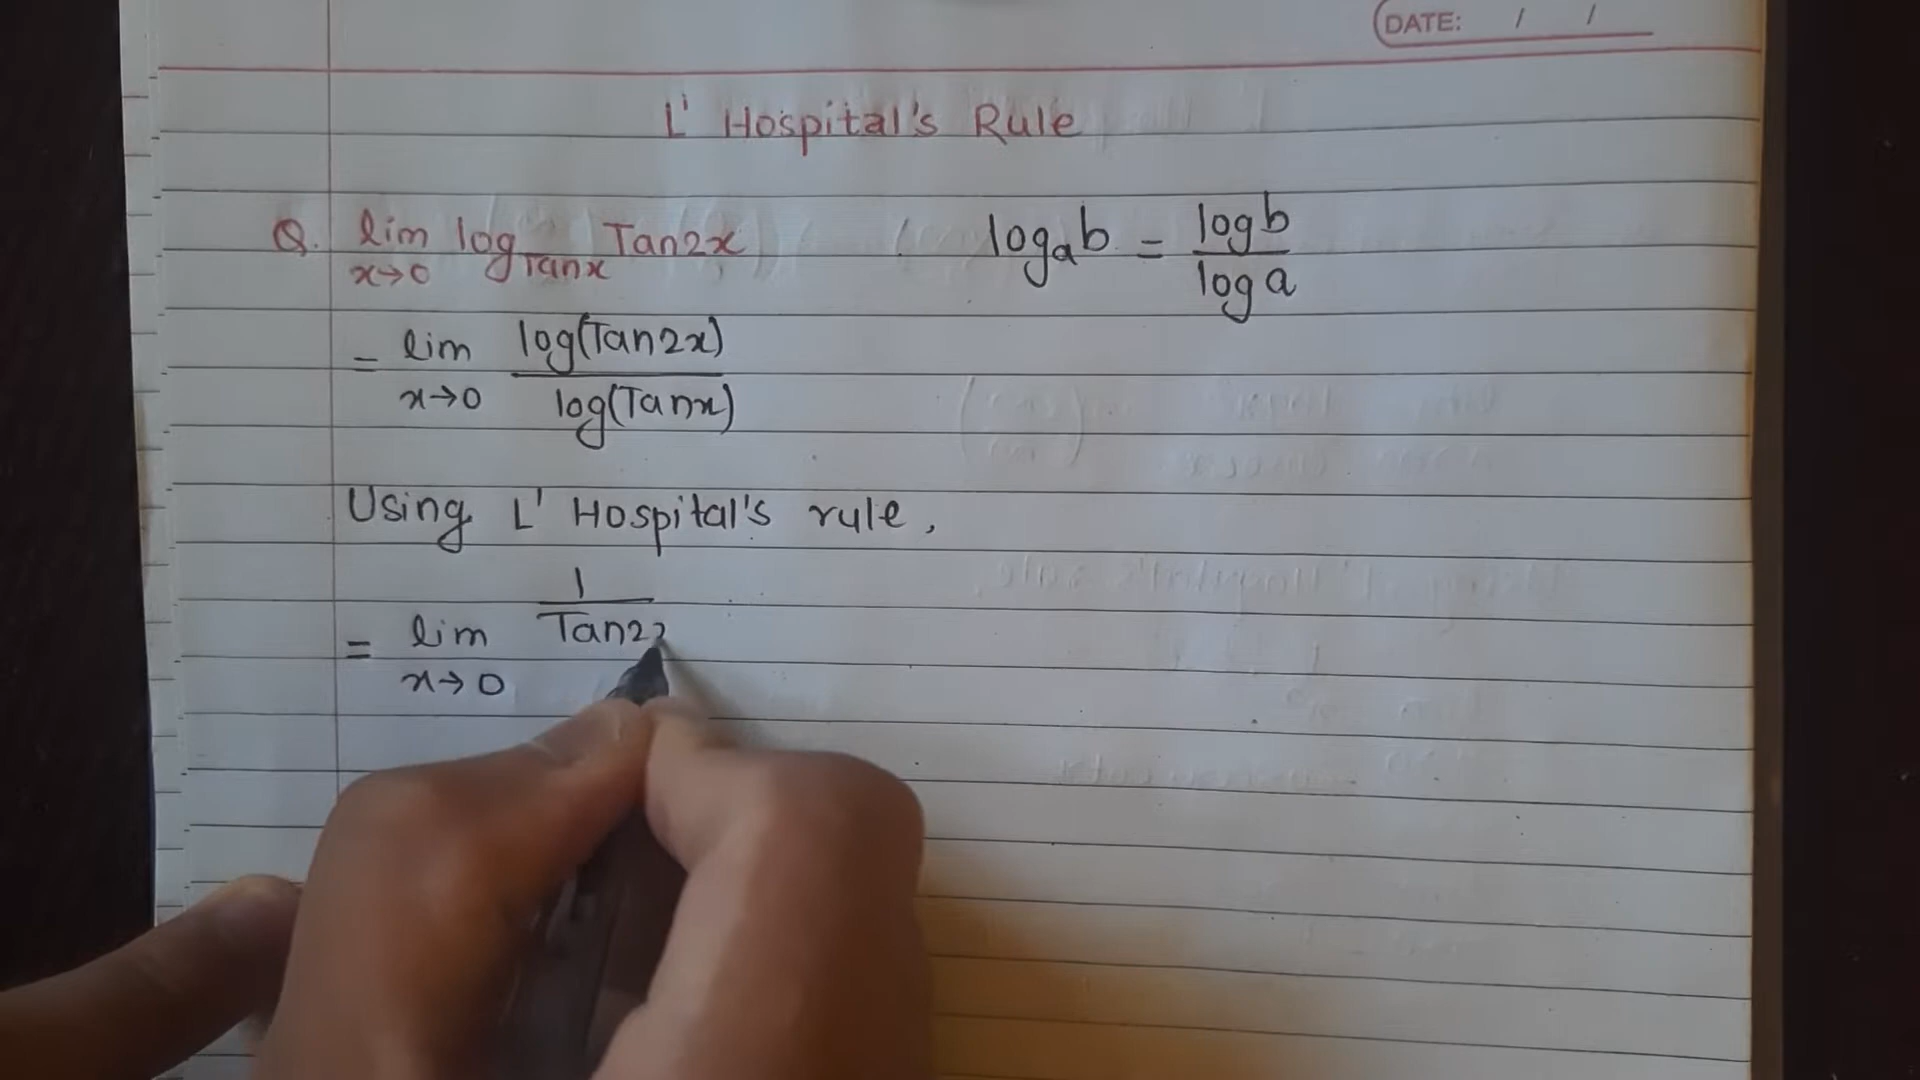 DATE: / /
L' Hospital's Rule
Q. lim log Tanx Tan2x
x→0
log a b = log b / log a
= lim log(Tan2x) / log(Tanx)
x→0
Using L' Hospital's rule,
= lim 1 / Tan2
x→0